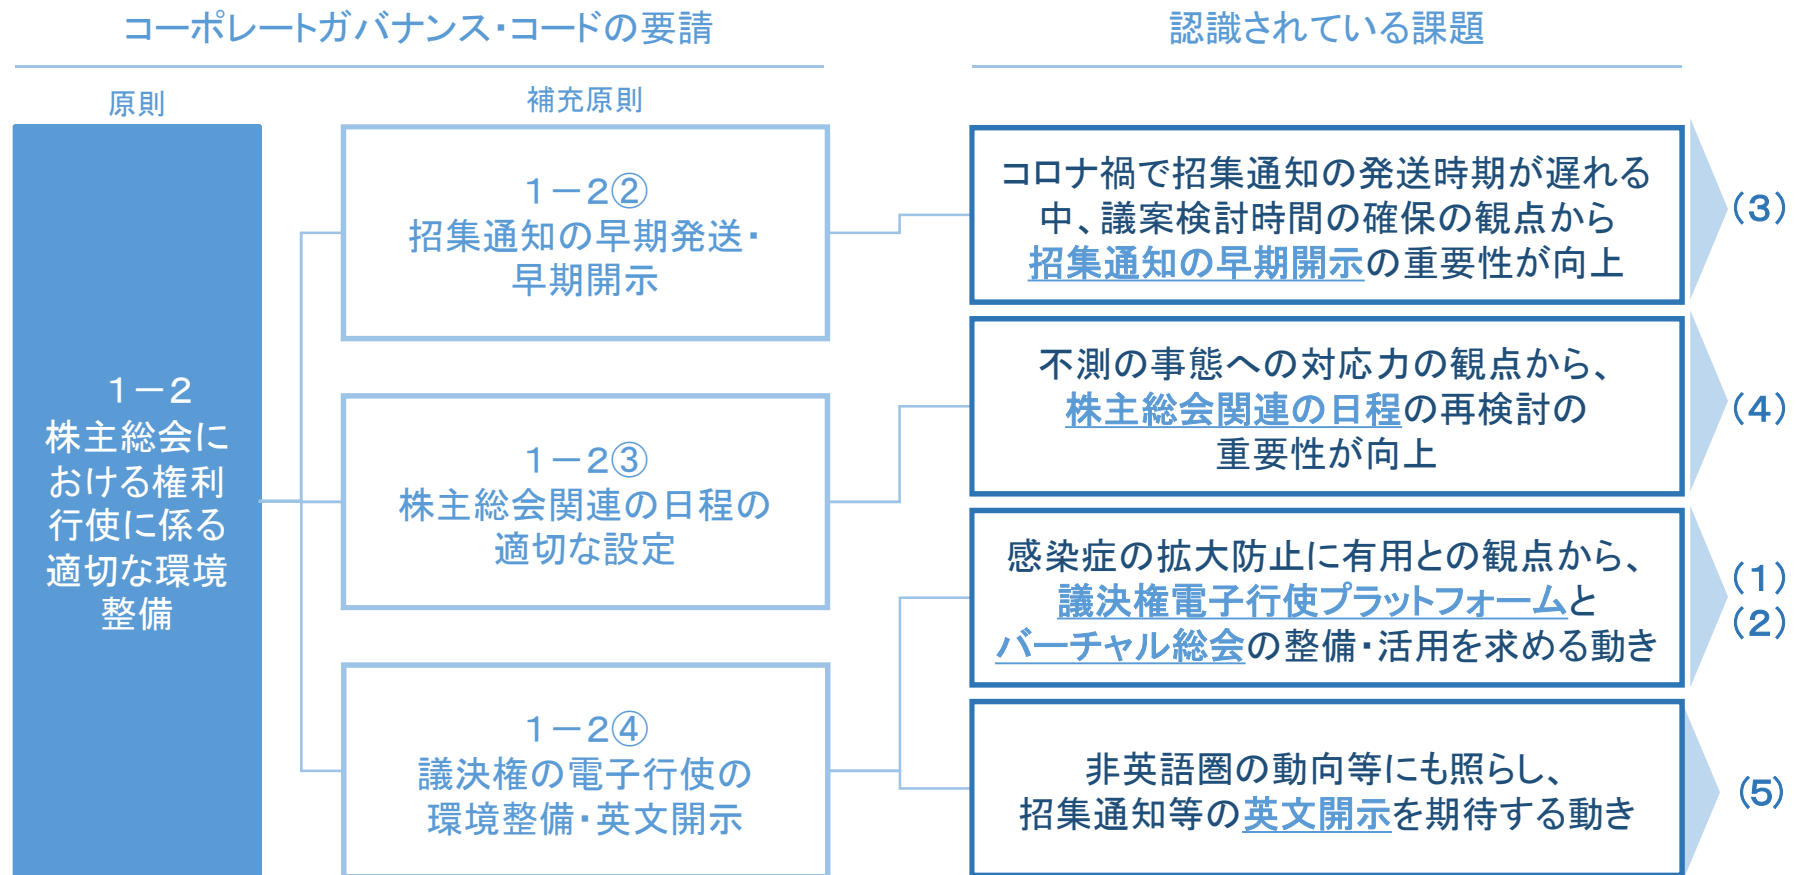 コーポレートガバナンス・コードの要請
認識されている課題
原則
補充原則
１－２
株主総会に
おける権利
行使に係る
適切な環境
整備
１－２②
招集通知の早期発送・
早期開示
１－２③
株主総会関連の日程の
適切な設定
１－２④
議決権の電子行使の
環境整備・英文開示
コロナ禍で招集通知の発送時期が遅れる
中、議案検討時間の確保の観点から
招集通知の早期開示の重要性が向上
（３）
不測の事態への対応力の観点から、
株主総会関連の日程の再検討の
重要性が向上
（４）
感染症の拡大防止に有用との観点から、
議決権電子行使プラットフォームと
バーチャル総会の整備・活用を求める動き
（１）
（２）
非英語圏の動向等にも照らし、
招集通知等の英文開示を期待する動き
（５）